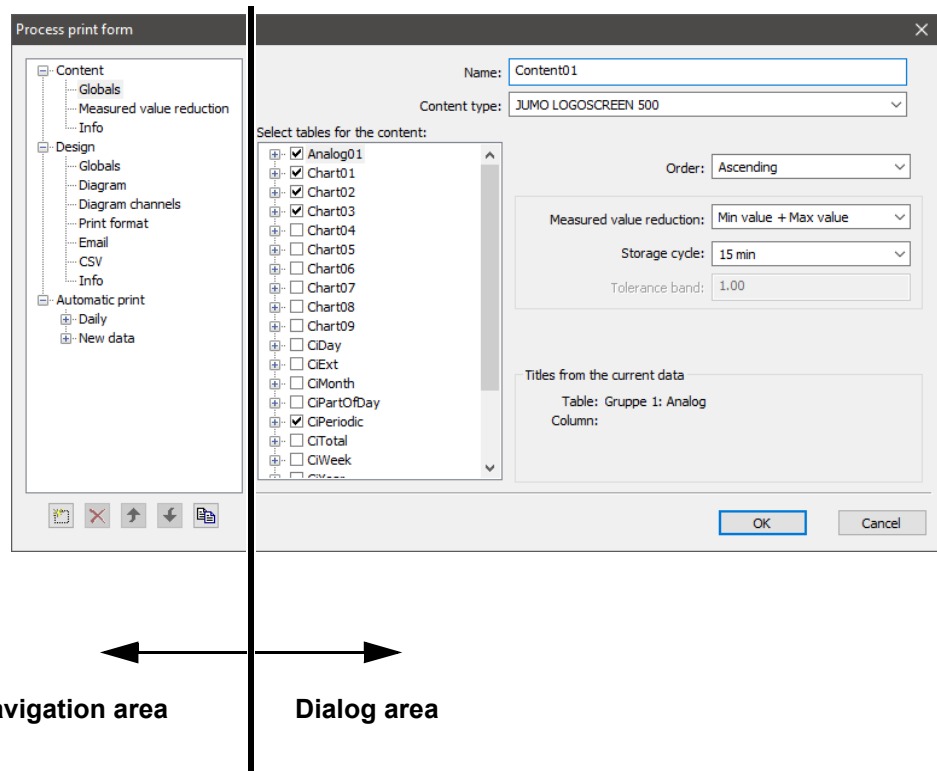 Process print form
Content
Globals
Measured value reduction
Info
Design
Globals
Diagram
Diagram channels
Print format
Email
CSV
Info
Automatic print
Daily
New data
Name: Content01
Content type: JUMO LOGOSCREEN 500
Select tables for the content:
Analog01
Chart01
Chart02
Chart03
Chart04
Chart05
Chart06
Chart07
Chart08
Chart09
CiDay
CiExt
CiMonth
CiPartOfDay
CiPeriodic
CiTotal
CiWeek
Order: Ascending
Measured value reduction: Min value + Max value
Storage cycle: 15 min
Tolerance band: 1.00
Titles from the current data
Table: Gruppe 1: Analog
Column:
OK Cancel
avigation area Dialog area